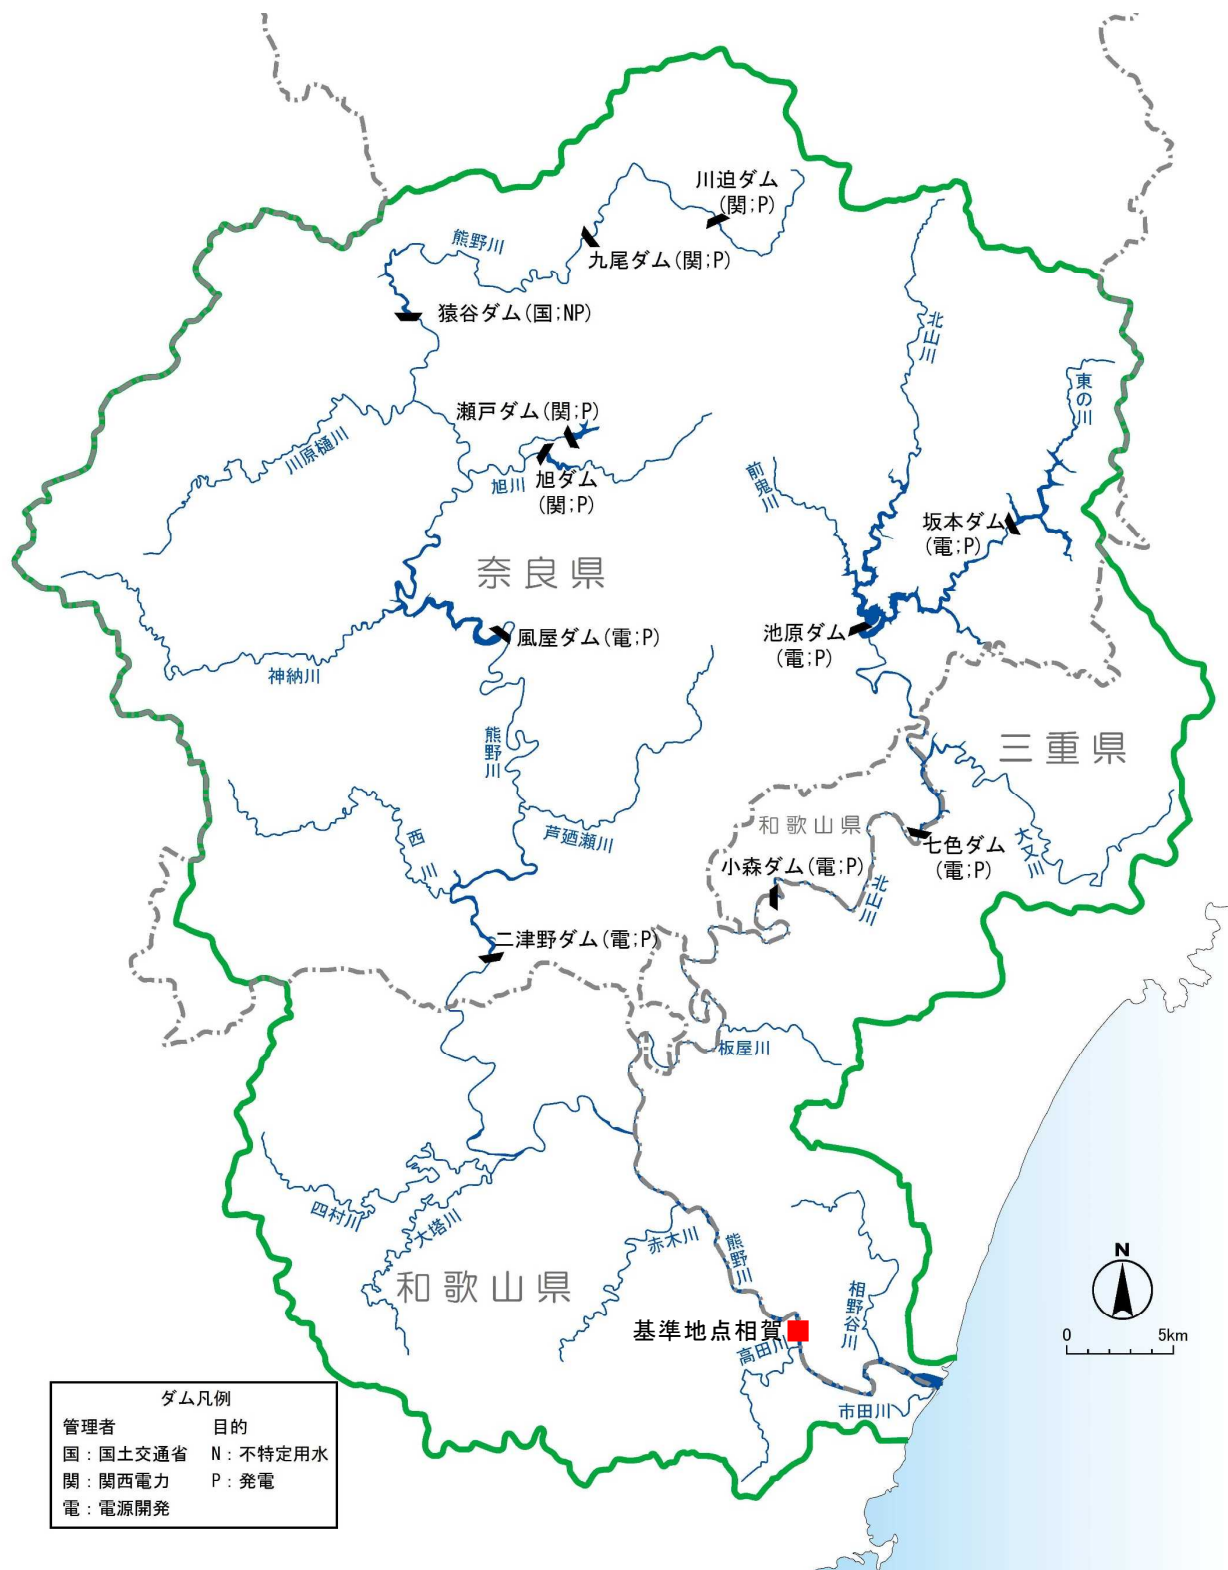 川迫ダム
(関;P)
熊野川
九尾ダム(関;P)
猿谷ダム(国;NP)
北山川
東の川
瀬戸ダム(関;P)
川原樋川
旭川
旭ダム
(関;P)
前鬼川
坂本ダム
(電;P)
奈良県
風屋ダム(電;P)
池原ダム
(電;P)
神納川
熊野川
三重県
西川
芦廼瀬川
和歌山県
七色ダム
(電;P)
大又川
小森ダム(電;P)
北山川
二津野ダム(電;P)
板屋川
四村川
大塔川
赤木川
熊野川
相野谷川
和歌山県
基準地点相賀
高田川
市田川
N
0 5km
ダム凡例
管理者 目的
国：国土交通省 N：不特定用水
関：関西電力 P：発電
電：電源開発